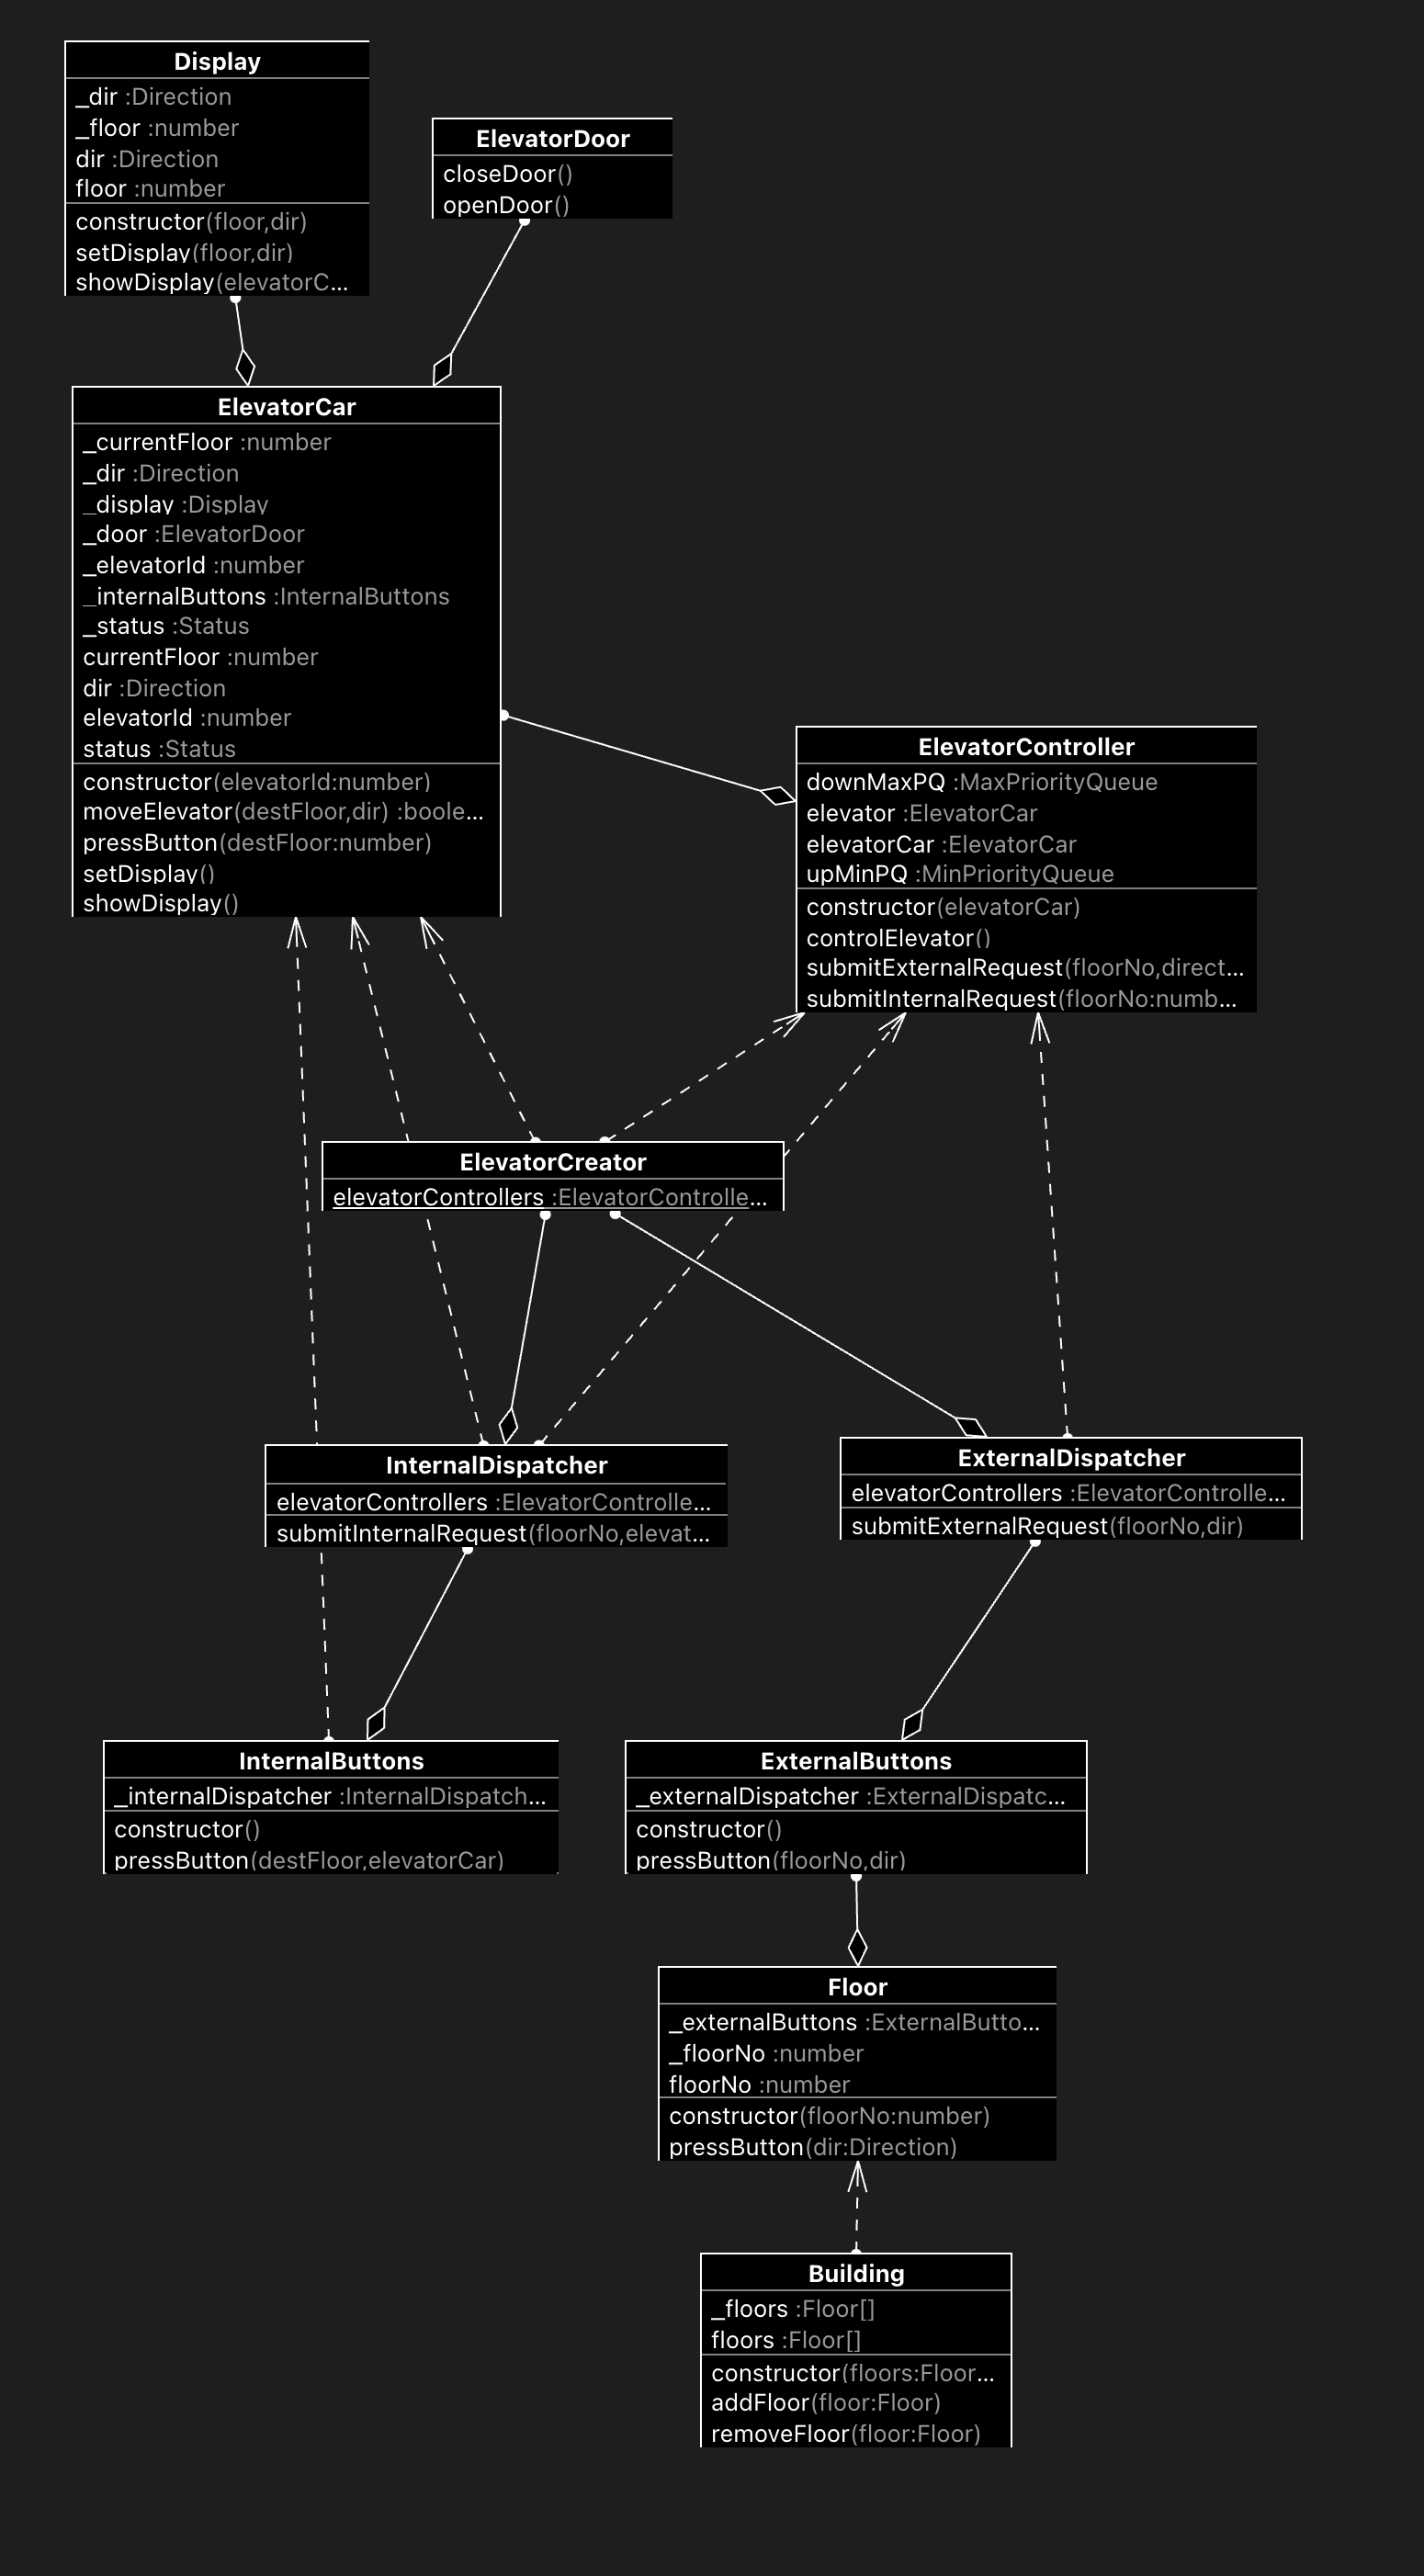 Display
_dir :Direction
_floor :number
dir :Direction
floor :number
constructor(floor,dir)
setDisplay(floor,dir)
showDisplay(elevatorC...
ElevatorDoor
closeDoor()
openDoor()
ElevatorCar
_currentFloor :number
_dir :Direction
_display :Display
_door :ElevatorDoor
_elevatorId :number
_internalButtons :InternalButtons
_status :Status
currentFloor :number
dir :Direction
elevatorId :number
status :Status
constructor(elevatorId:number)
moveElevator(destFloor,dir) :boole...
pressButton(destFloor:number)
setDisplay()
showDisplay()
ElevatorController
downMaxPQ :MaxPriorityQueue
elevator :ElevatorCar
elevatorCar :ElevatorCar
upMinPQ :MinPriorityQueue
constructor(elevatorCar)
controlElevator()
submitExternalRequest(floorNo,direct...
submitInternalRequest(floorNo:numb...
ElevatorCreator
elevatorControllers :ElevatorControlle...
InternalDispatcher
elevatorControllers :ElevatorControlle...
submitInternalRequest(floorNo,elevat...
ExternalDispatcher
elevatorControllers :ElevatorControlle...
submitExternalRequest(floorNo,dir)
InternalButtons
_internalDispatcher :InternalDispatch...
constructor()
pressButton(destFloor,elevatorCar)
ExternalButtons
_externalDispatcher :ExternalDispatc...
constructor()
pressButton(floorNo,dir)
Floor
_externalButtons :ExternalButto...
_floorNo :number
floorNo :number
constructor(floorNo:number)
pressButton(dir:Direction)
Building
_floors :Floor[]
floors :Floor[]
constructor(floors:Floor...
addFloor(floor:Floor)
removeFloor(floor:Floor)